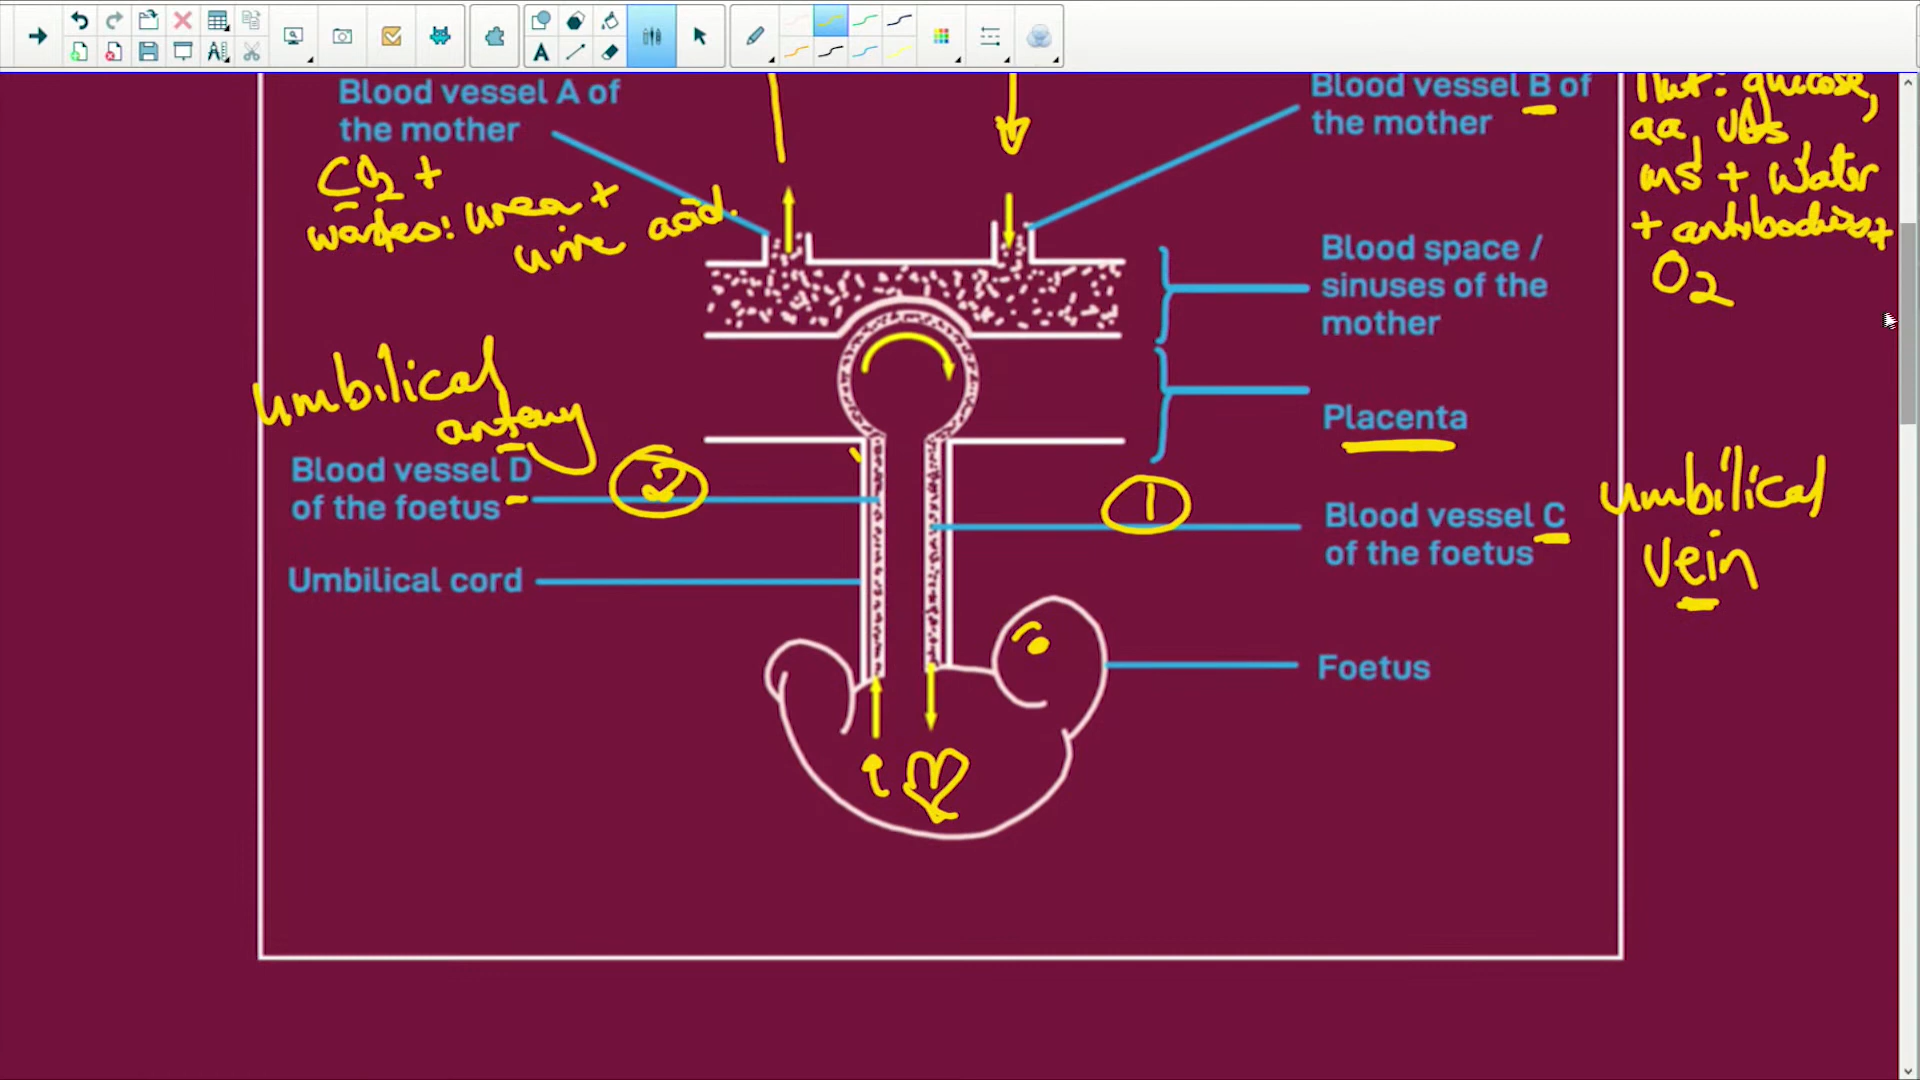 Blood vessel A of
the mother
CO2 +
wastes: urea +
uric acid.
Blood vessel B of
the mother
Nut: glucose,
aa, vits
ms + water
+ antibodies +
O2
Blood space /
sinuses of the
mother
Placenta
umbilical
artery
Blood vessel D
of the foetus
2
1
Blood vessel C
of the foetus
umbilical
vein
Umbilical cord
Foetus